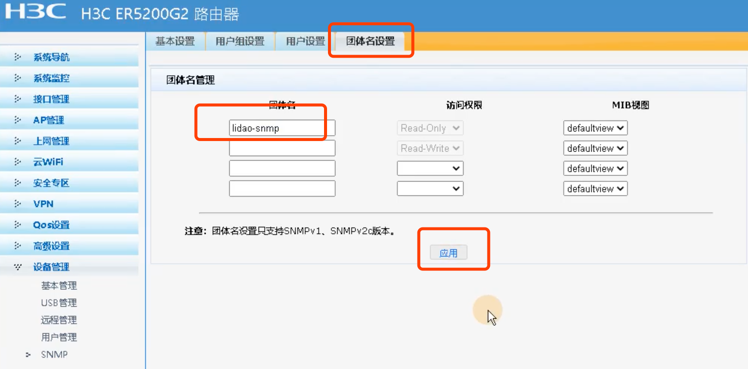 H3C H3C ER5200G2 路由器
基本设置 用户组设置 用户设置 团体名设置
系统导航
系统监控
接口管理
AP管理
上网管理
云WiFi
安全专区
VPN
QoS设置
高级设置
设备管理
基本管理
USB管理
远程管理
用户管理
SNMP
团体名管理
团体名 访问权限 MIB视图
lidao-snmp Read-Only defaultview
Read-Write defaultview
defaultview
defaultview
注意：团体名设置只支持SNMPv1、SNMPv2c版本。
应用